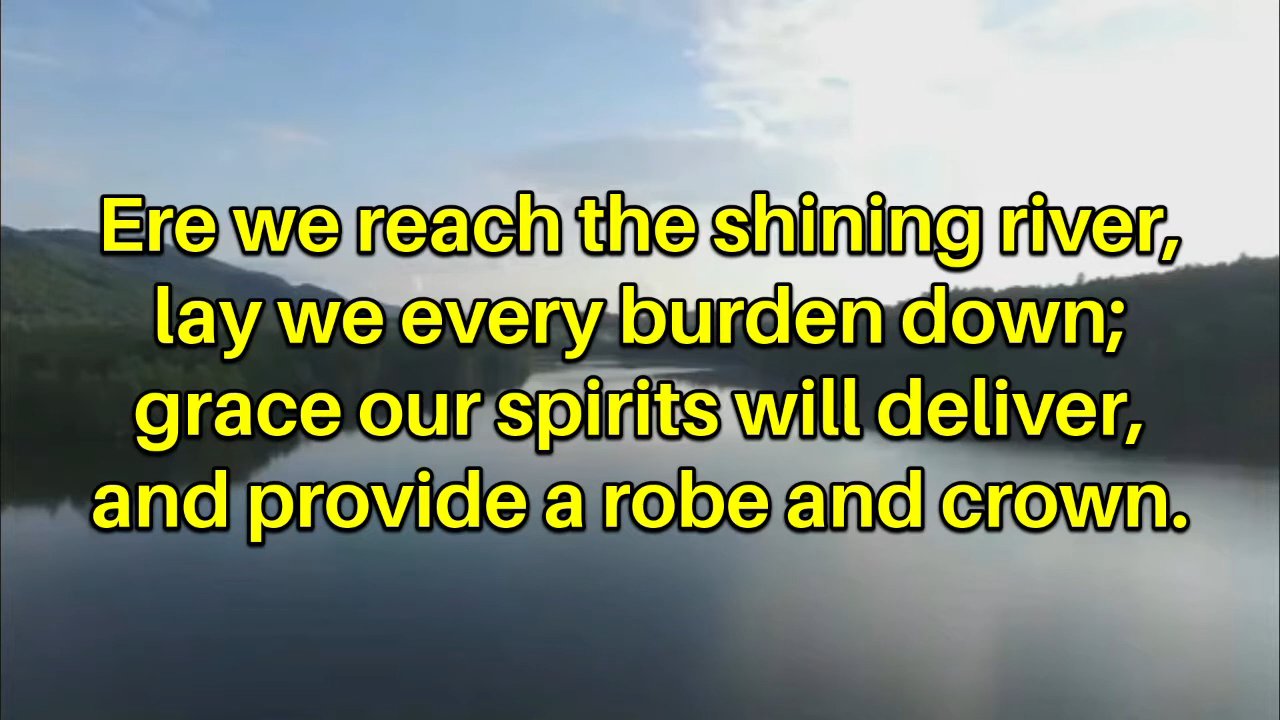 Ere we reach the shining river,
lay we every burden down;
grace our spirits will deliver,
and provide a robe and crown.